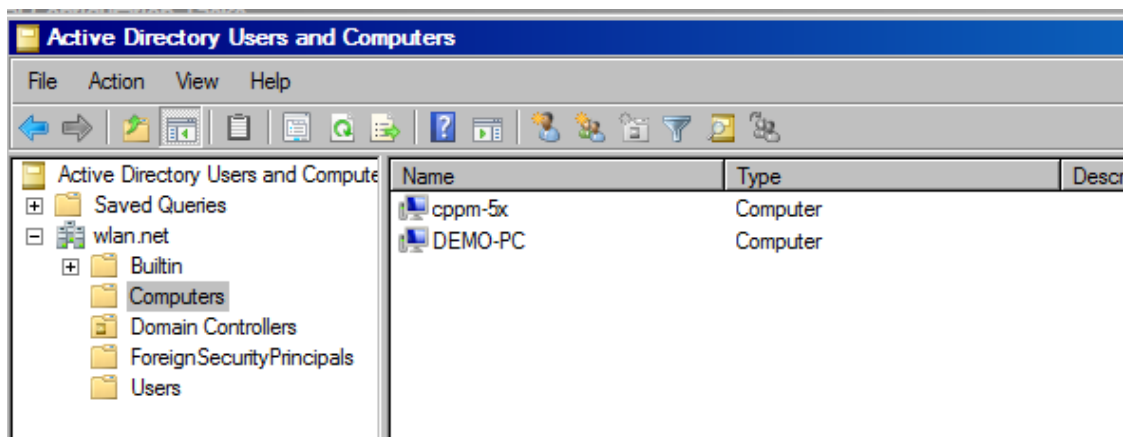 Active Directory Users and Computers
File Action View Help
Active Directory Users and Compute
Name Type Descr
Saved Queries
cppm-5x Computer
wlan.net
DEMO-PC Computer
Builtin
Computers
Domain Controllers
ForeignSecurityPrincipals
Users